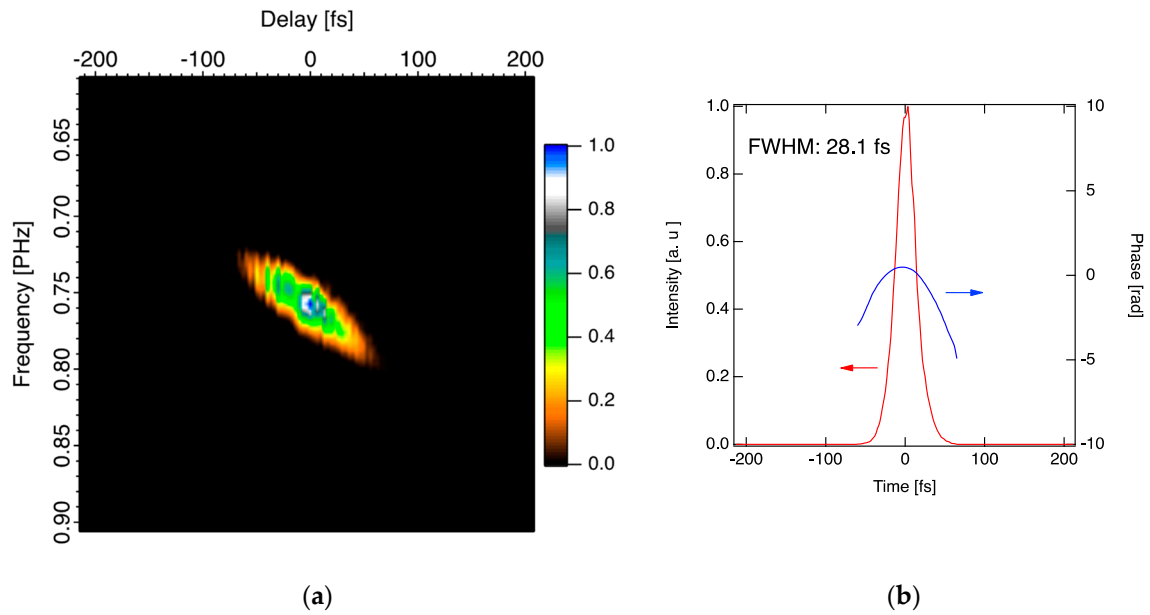 Delay [fs]
-200 -100 0 100 200
Frequency [PHz]
0.65
0.70
0.75
0.80
0.85
0.90
1.0
0.8
0.6
0.4
0.2
0.0
(a)
FWHM: 28.1 fs
Intensity [a. u]
1.0
0.8
0.6
0.4
0.2
0.0
Phase [rad]
10
5
0
-5
-10
-200 -100 0 100 200
Time [fs]
(b)